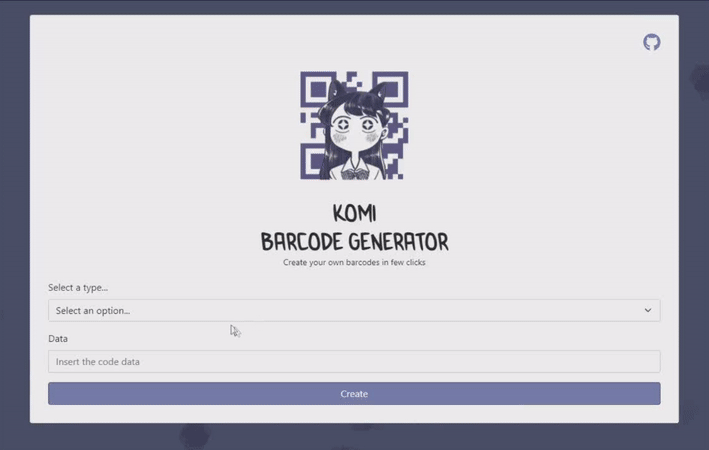 KOMI
BARCODE GENERATOR
Create your own barcodes in few clicks
Select a type...
Select an option...
Data
Insert the code data
Create